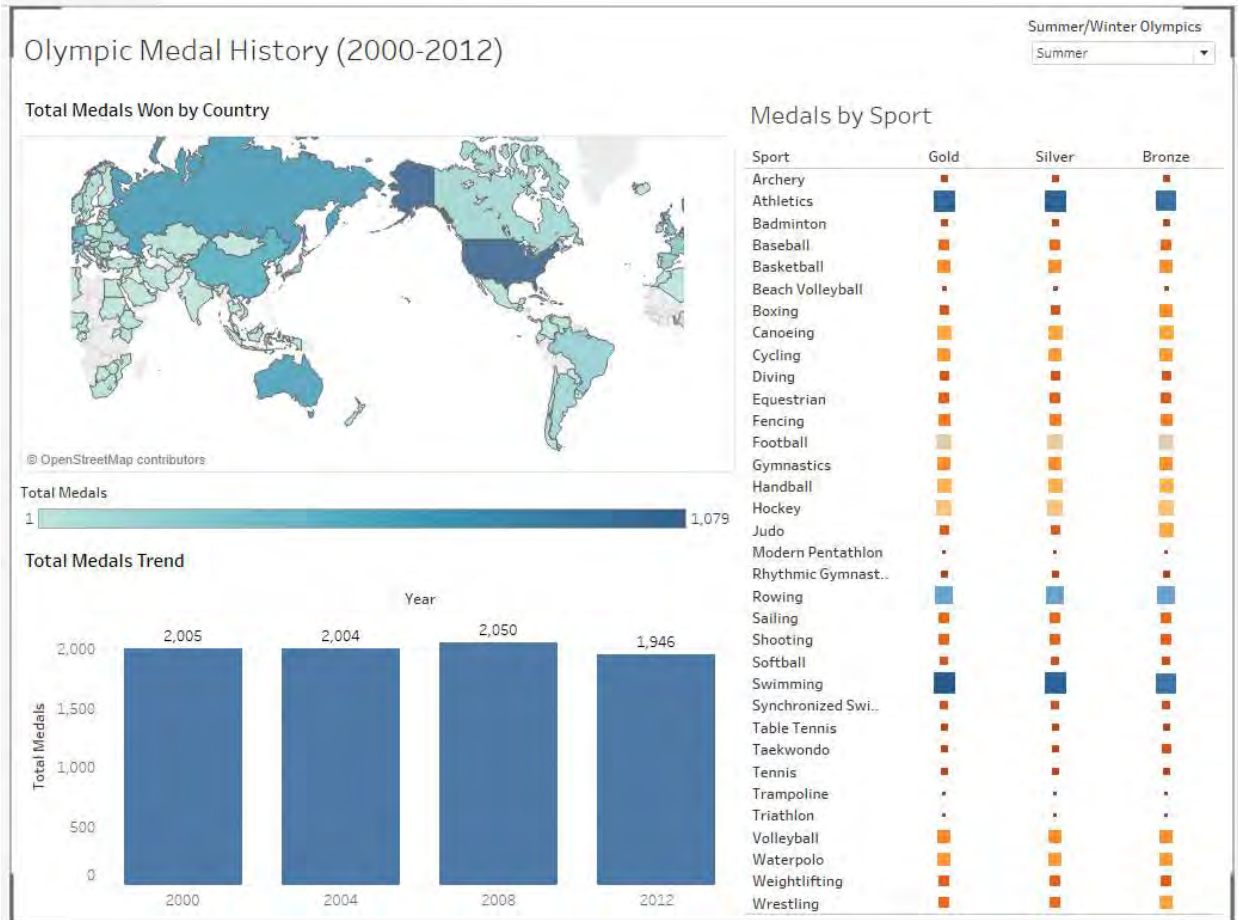 Olympic Medal History (2000-2012)
Summer/Winter Olympics
Summer
Total Medals Won by Country
© OpenStreetMap contributors
Total Medals
1
1,079
Total Medals Trend
Year
2,005
2,004
2,050
1,946
Total Medals
2,000
1,500
1,000
500
0
2000
2004
2008
2012
Medals by Sport
Sport Gold Silver Bronze
Archery
Athletics
Badminton
Baseball
Basketball
Beach Volleyball
Boxing
Canoeing
Cycling
Diving
Equestrian
Fencing
Football
Gymnastics
Handball
Hockey
Judo
Modern Pentathlon
Rhythmic Gymnast..
Rowing
Sailing
Shooting
Softball
Swimming
Synchronized Swi..
Table Tennis
Taekwondo
Tennis
Trampoline
Triathlon
Volleyball
Waterpolo
Weightlifting
Wrestling